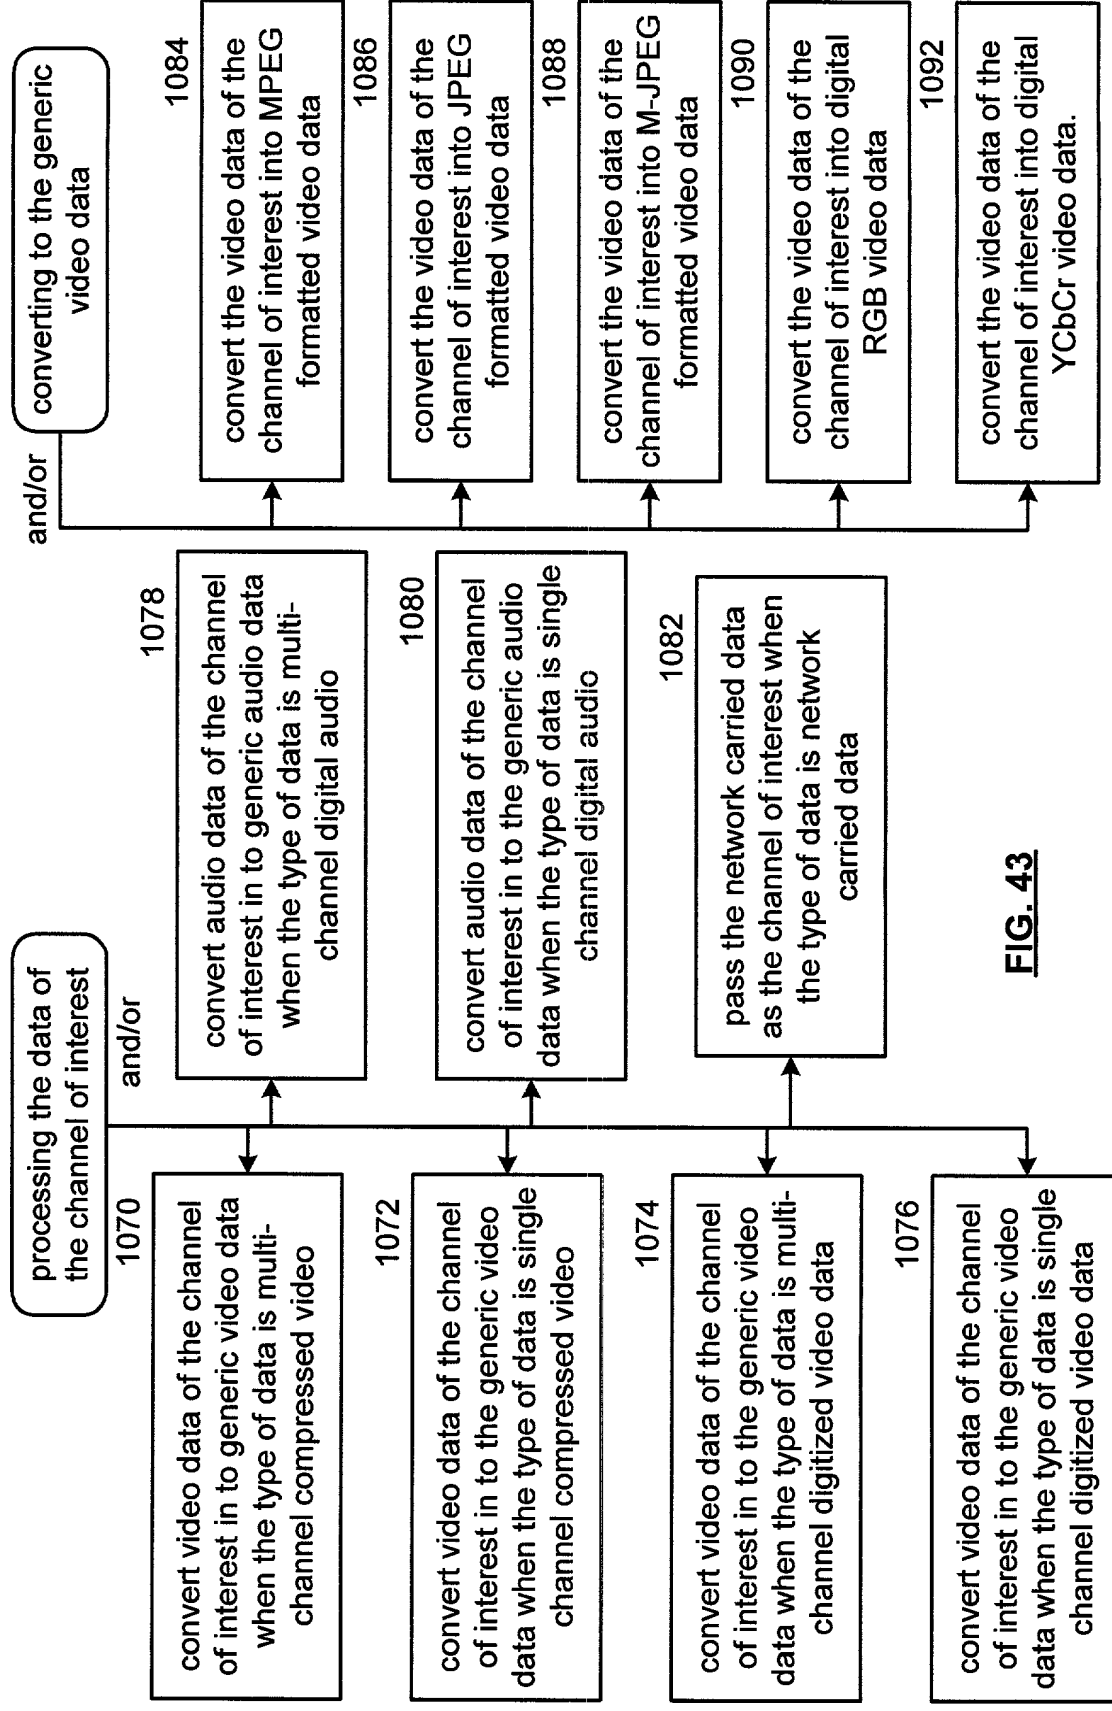 processing the data of
the channel of interest
and/or
1070
convert video data of the channel
of interest in to generic video data
when the type of data is multi-
channel compressed video
1072
convert video data of the channel
of interest in to the generic video
data when the type of data is single
channel compressed video
1074
convert video data of the channel
of interest in to the generic video
data when the type of data is multi-
channel digitized video data
1076
convert video data of the channel
of interest in to the generic video
data when the type of data is single
channel digitized video data
1078
convert audio data of the channel
of interest in to generic audio data
when the type of data is multi-
channel digital audio
1080
convert audio data of the channel
of interest in to the generic audio
data when the type of data is single
channel digital audio
1082
pass the network carried data
as the channel of interest when
the type of data is network
carried data
converting to the generic
video data
and/or
1084
convert the video data of the
channel of interest into MPEG
formatted video data
1086
convert the video data of the
channel of interest into JPEG
formatted video data
1088
convert the video data of the
channel of interest into M-JPEG
formatted video data
1090
convert the video data of the
channel of interest into digital
RGB video data
1092
convert the video data of the
channel of interest into digital
YCbCr video data.
FIG. 43